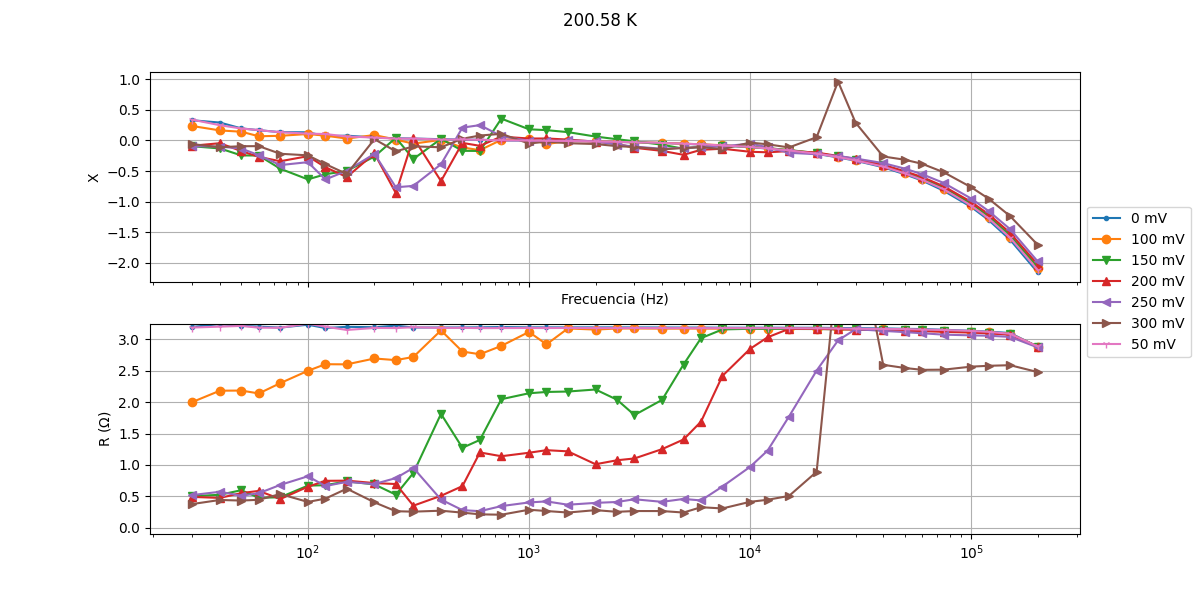 200.58 K
1.0
0.5
0.0
−0.5
−1.0
−1.5
−2.0
X
Frecuencia (Hz)
3.0
2.5
2.0
1.5
1.0
0.5
0.0
R (Ω)
10²
10³
10⁴
10⁵
0 mV
100 mV
150 mV
200 mV
250 mV
300 mV
50 mV